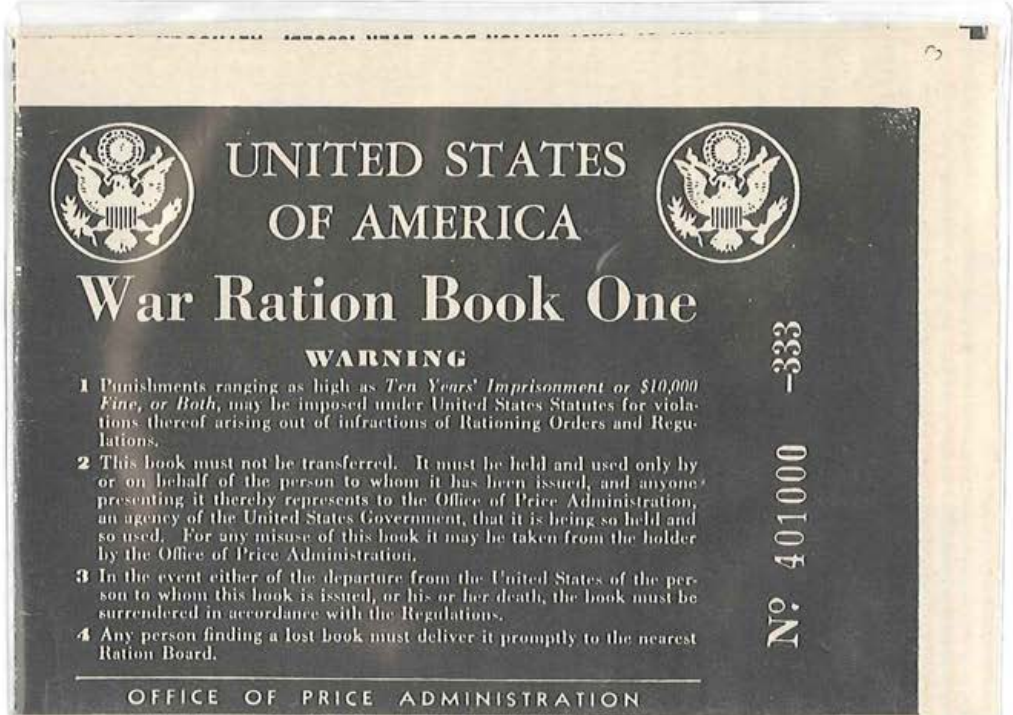 UNITED STATES
OF AMERICA
War Ration Book One
WARNING
1 Punishments ranging as high as Ten Years' Imprisonment or $10,000
Fine, or Both, may be imposed under United States Statutes for viola-
tions thereof arising out of infractions of Rationing Orders and Regu-
lations.
2 This book must not be transferred. It must be held and used only by
or on behalf of the person to whom it has been issued, and anyone
presenting it thereby represents to the Office of Price Administration,
an agency of the United States Government, that it is being so held and
so used. For any misuse of this book it may be taken from the holder
by the Office of Price Administration.
3 In the event either of the departure from the United States of the per-
son to whom this book is issued, or his or her death, the book must be
surrendered in accordance with the Regulations.
4 Any person finding a lost book must deliver it promptly to the nearest
Ration Board.
OFFICE OF PRICE ADMINISTRATION
Nº 401000 -333